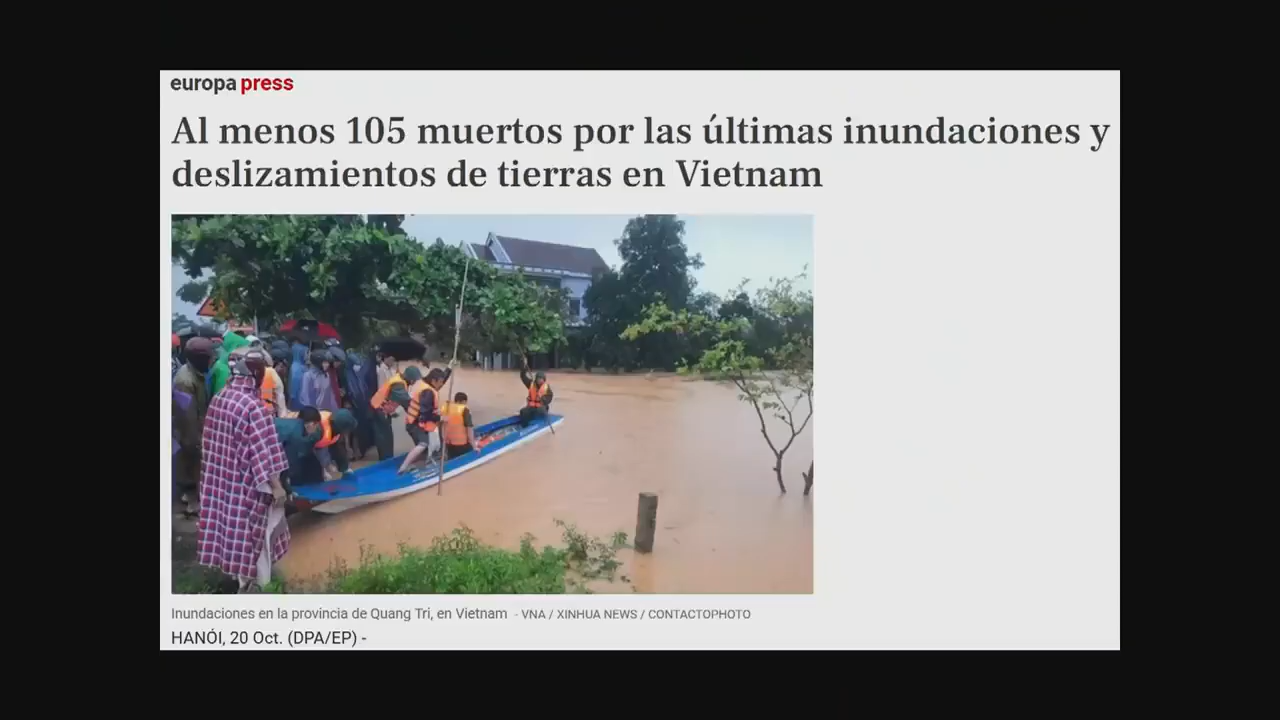 europa press
Al menos 105 muertos por las últimas inundaciones y
deslizamientos de tierras en Vietnam
Inundaciones en la provincia de Quang Tri, en Vietnam - VNA / XINHUA NEWS / CONTACTOPHOTO
HANÓI, 20 Oct. (DPA/EP) -